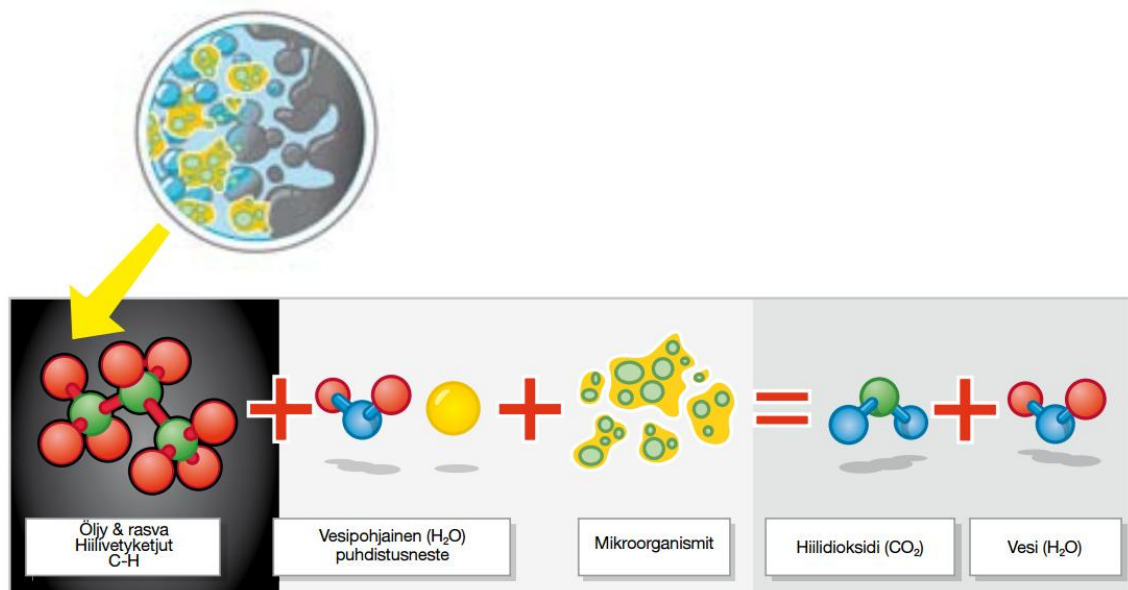 Öljy & rasva
Hiilivetyketjut
C-H
Vesipohjainen (H₂O)
puhdistusneste
Mikroorganismit
Hiilidioksidi (CO₂)
Vesi (H₂O)